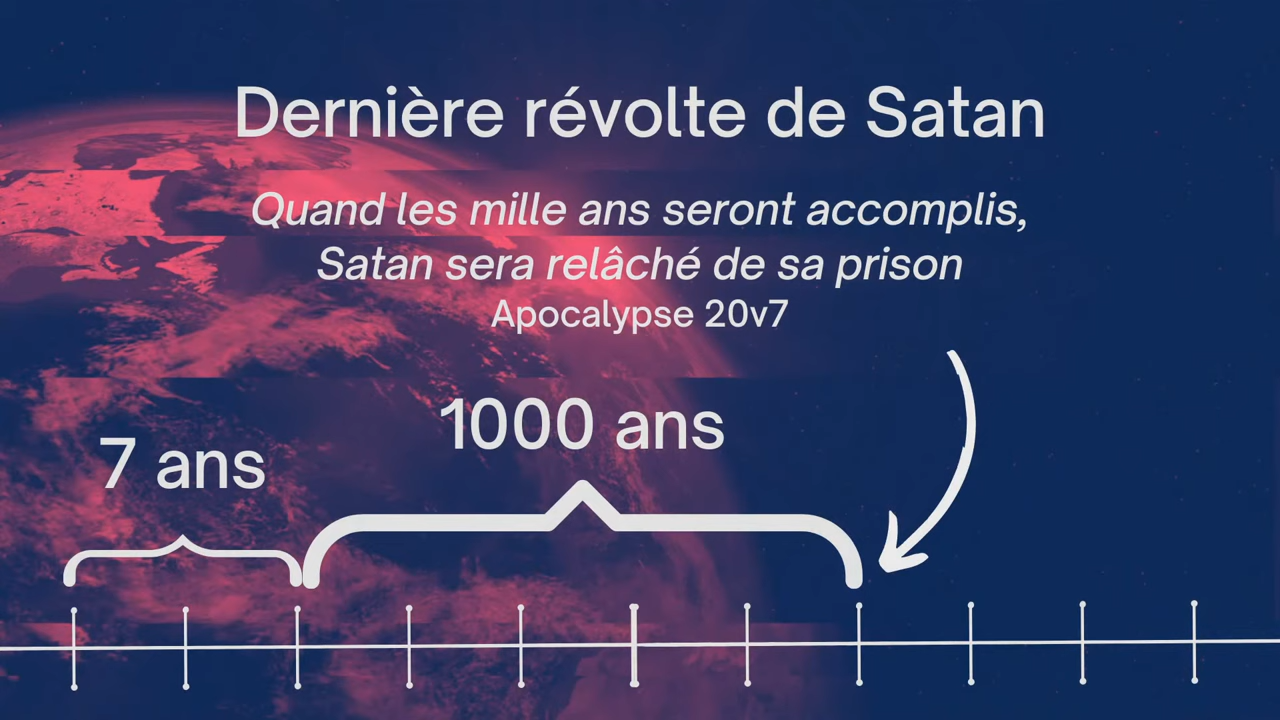 Dernière révolte de Satan
Quand les mille ans seront accomplis,
Satan sera relâché de sa prison
Apocalypse 20v7
1000 ans
7 ans